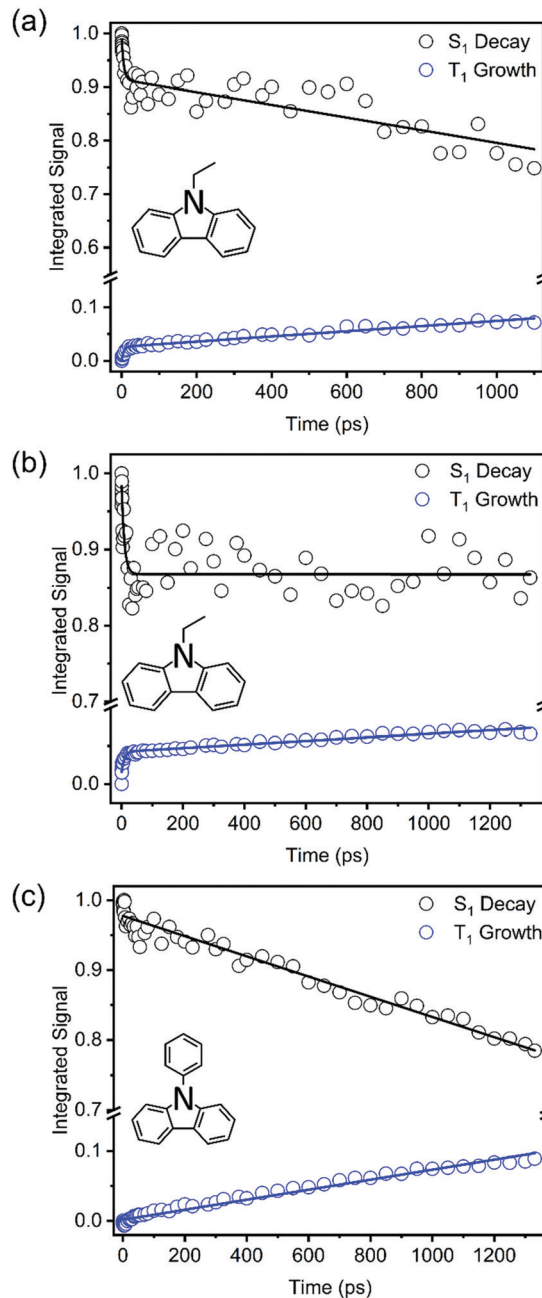 (a)
S₁ Decay
T₁ Growth
1.0
0.9
0.8
0.7
0.6
0.1
0.0
Integrated Signal
N
0 200 400 600 800 1000
Time (ps)
(b)
S₁ Decay
T₁ Growth
1.0
0.9
0.8
0.7
0.0
Integrated Signal
N
0 200 400 600 800 1000 1200
Time (ps)
(c)
S₁ Decay
T₁ Growth
1.0
0.9
0.8
0.7
0.1
0.0
Integrated Signal
N
0 200 400 600 800 1000 1200
Time (ps)